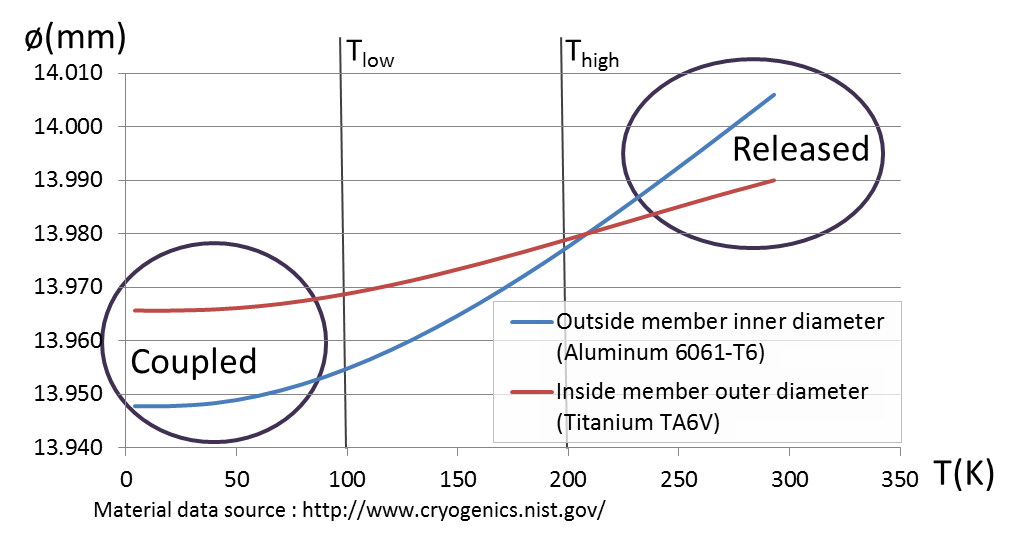 ø(mm)
T low
T high
14.010
14.000
13.990
13.980
13.970
13.960
13.950
13.940
Released
Coupled
Outside member inner diameter
(Aluminum 6061-T6)
Inside member outer diameter
(Titanium TA6V)
0 50 100 150 200 250 300 350
T(K)
Material data source : http://www.cryogenics.nist.gov/